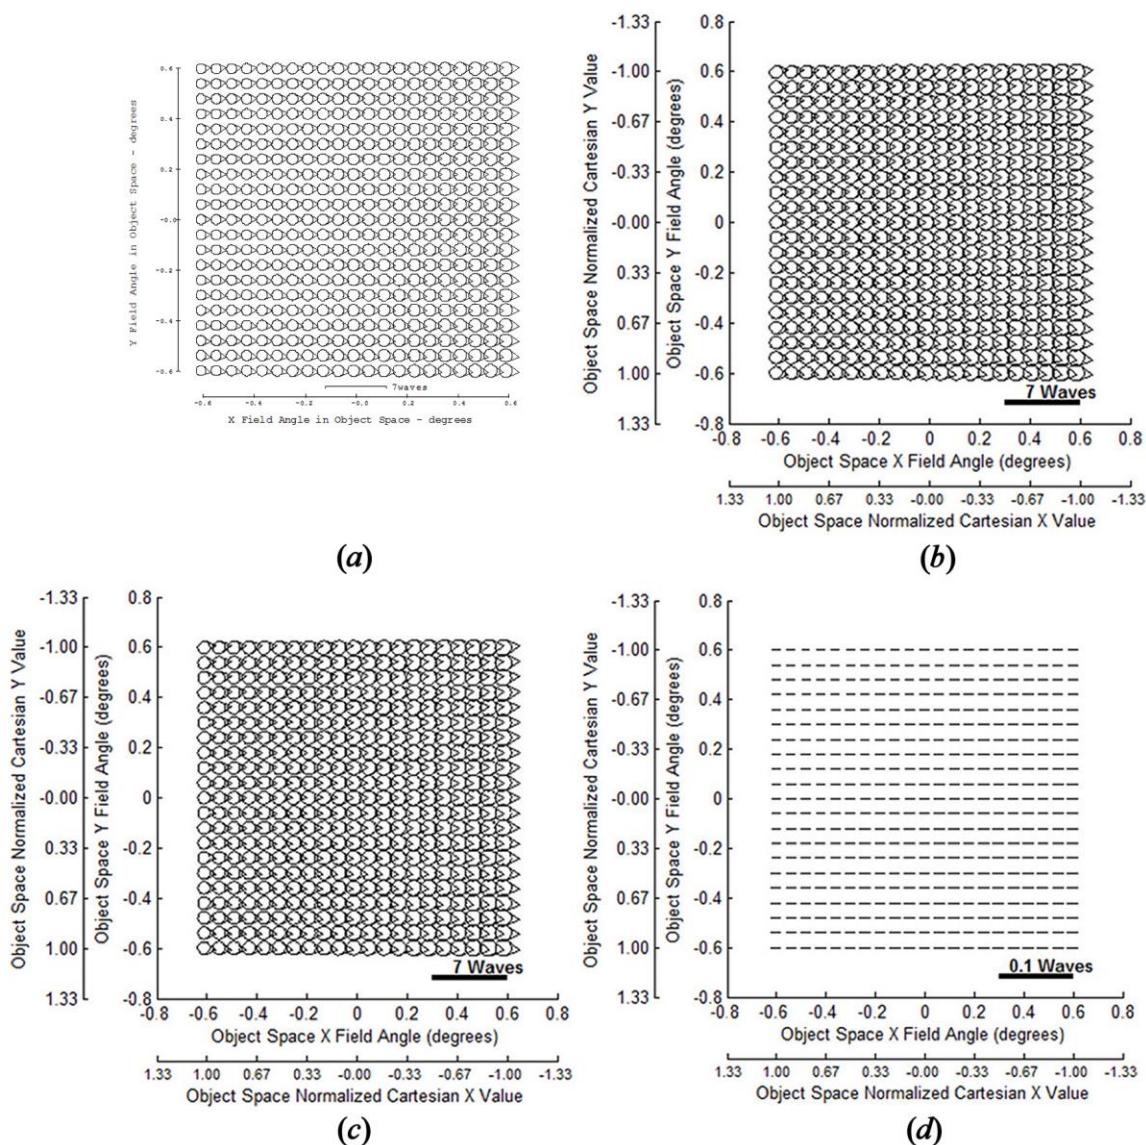 0.6
0.4
0.2
-0.0
-0.2
-0.4
-0.6
Y Field Angle in Object Space - degrees
7waves
-0.6 -0.4 -0.2 -0.0 0.2 0.4 0.6
X Field Angle in Object Space - degrees
(a)
-1.33
-1.00
-0.67
-0.33
-0.00
0.33
0.67
1.00
1.33
Object Space Normalized Cartesian Y Value
0.8
0.6
0.4
0.2
0
-0.2
-0.4
-0.6
-0.8
Object Space Y Field Angle (degrees)
7 Waves
-0.8 -0.6 -0.4 -0.2 0 0.2 0.4 0.6 0.8
Object Space X Field Angle (degrees)
1.33 1.00 0.67 0.33 -0.00 -0.33 -0.67 -1.00 -1.33
Object Space Normalized Cartesian X Value
(b)
-1.33
-1.00
-0.67
-0.33
-0.00
0.33
0.67
1.00
1.33
Object Space Normalized Cartesian Y Value
0.8
0.6
0.4
0.2
0
-0.2
-0.4
-0.6
-0.8
Object Space Y Field Angle (degrees)
7 Waves
-0.8 -0.6 -0.4 -0.2 0 0.2 0.4 0.6 0.8
Object Space X Field Angle (degrees)
1.33 1.00 0.67 0.33 -0.00 -0.33 -0.67 -1.00 -1.33
Object Space Normalized Cartesian X Value
(c)
-1.33
-1.00
-0.67
-0.33
-0.00
0.33
0.67
1.00
1.33
Object Space Normalized Cartesian Y Value
0.8
0.6
0.4
0.2
0
-0.2
-0.4
-0.6
-0.8
Object Space Y Field Angle (degrees)
0.1 Waves
-0.8 -0.6 -0.4 -0.2 0 0.2 0.4 0.6 0.8
Object Space X Field Angle (degrees)
1.33 1.00 0.67 0.33 -0.00 -0.33 -0.67 -1.00 -1.33
Object Space Normalized Cartesian X Value
(d)